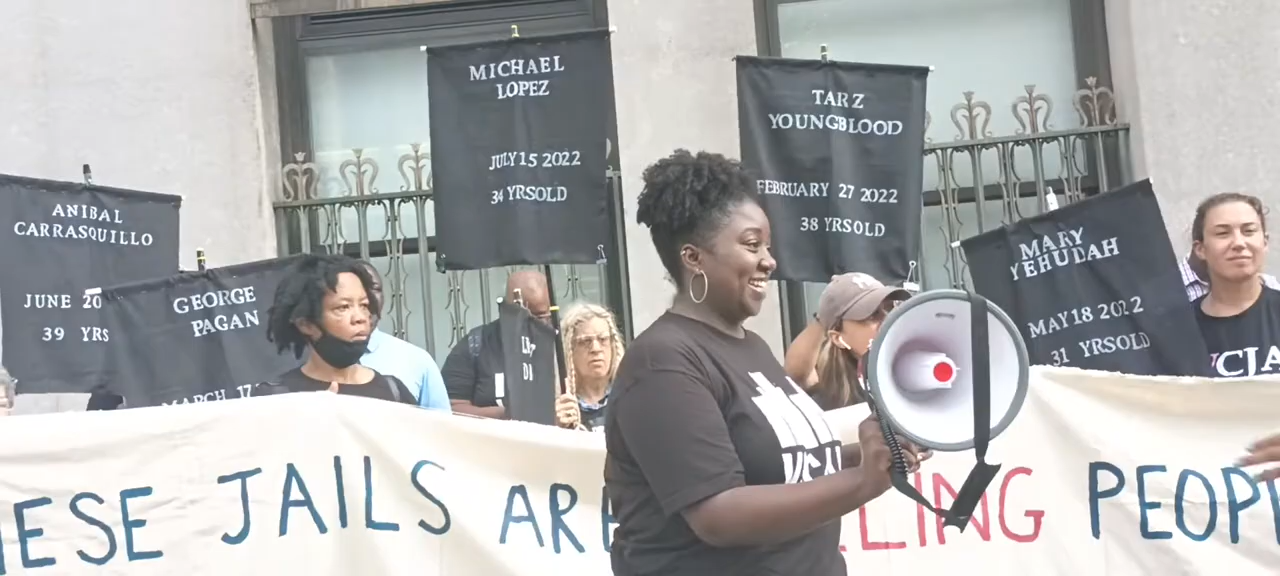 MICHAEL
LOPEZ
JULY 15 2022
34 YRSOLD
TARZ
YOUNGBLOOD
FEBRUARY 27 2022
38 YRSOLD
ANIBAL
CARRASQUILLO
JUNE 20
39 YRS
GEORGE
PAGAN
MARCH 17
MARY
YEHUDAH
MAY 18 2022
31 YRSOLD
CJA
ESE JAILS ARE LING PEOP